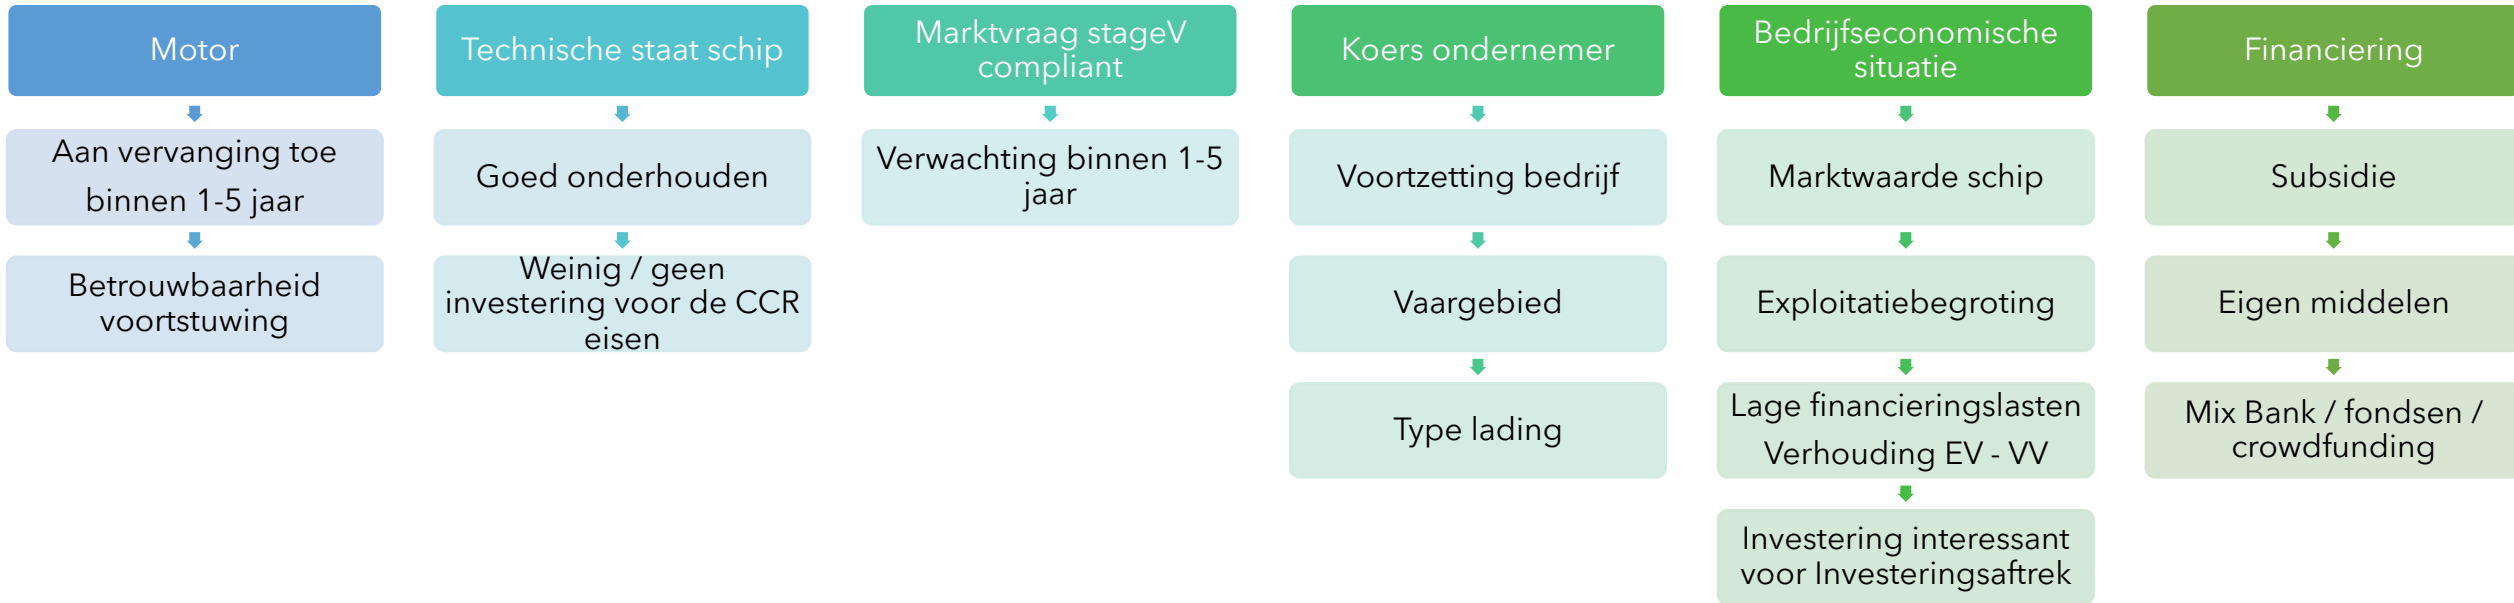 Motor
Aan vervanging toe
binnen 1-5 jaar
Betrouwbaarheid
voortstuwing
Technische staat schip
Goed onderhouden
Weinig / geen
investering voor de CCR
eisen
Marktvraag stageV
compliant
Verwachting binnen 1-5
jaar
Koers ondernemer
Voortzetting bedrijf
Vaargebied
Type lading
Bedrijfseconomische
situatie
Marktwaarde schip
Exploitatiebegroting
Lage financieringslasten
Verhouding EV - VV
Investering interessant
voor Investeringsaftrek
Financiering
Subsidie
Eigen middelen
Mix Bank / fondsen /
crowdfunding